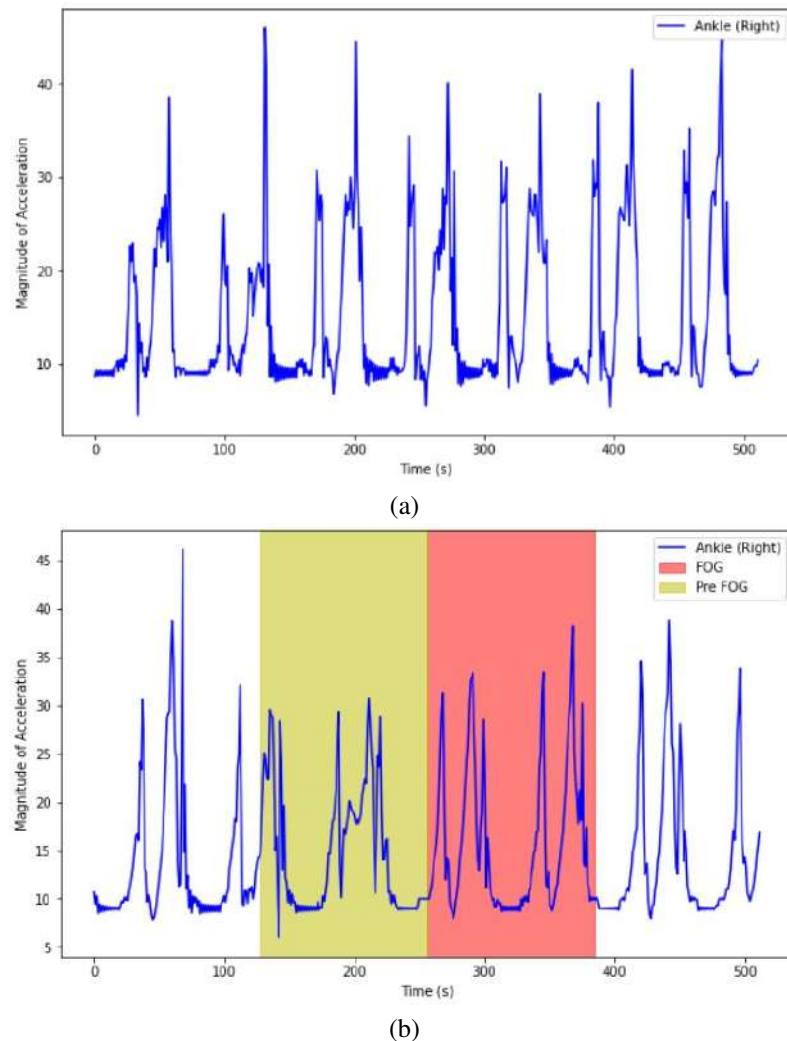 Ankle (Right)
40
30
20
10
Magnitude of Acceleration
0
100
200
300
400
500
Time (s)
(a)
Ankle (Right)
FOG
Pre FOG
45
40
35
30
25
20
15
10
5
Magnitude of Acceleration
0
100
200
300
400
500
Time (s)
(b)